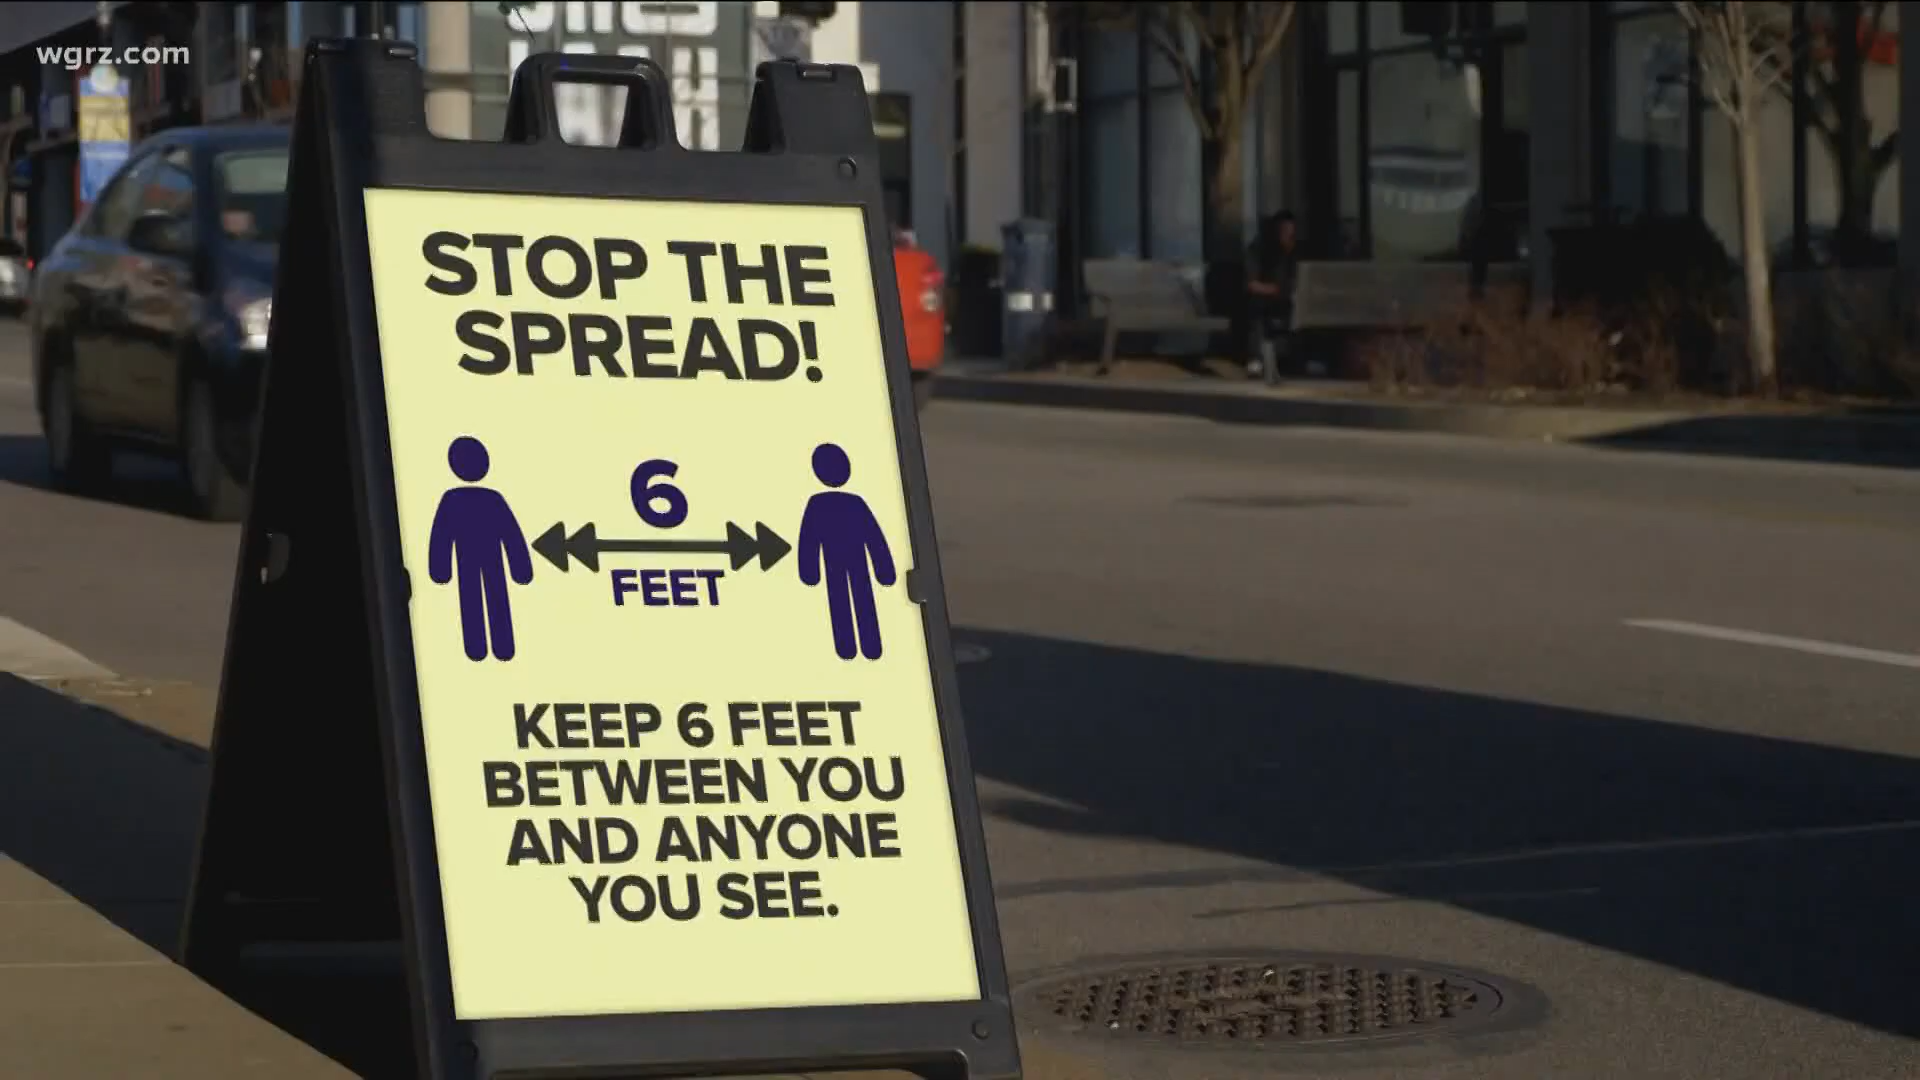 wgrz.com
STOP THE
SPREAD!
6
FEET
KEEP 6 FEET
BETWEEN YOU
AND ANYONE
YOU SEE.